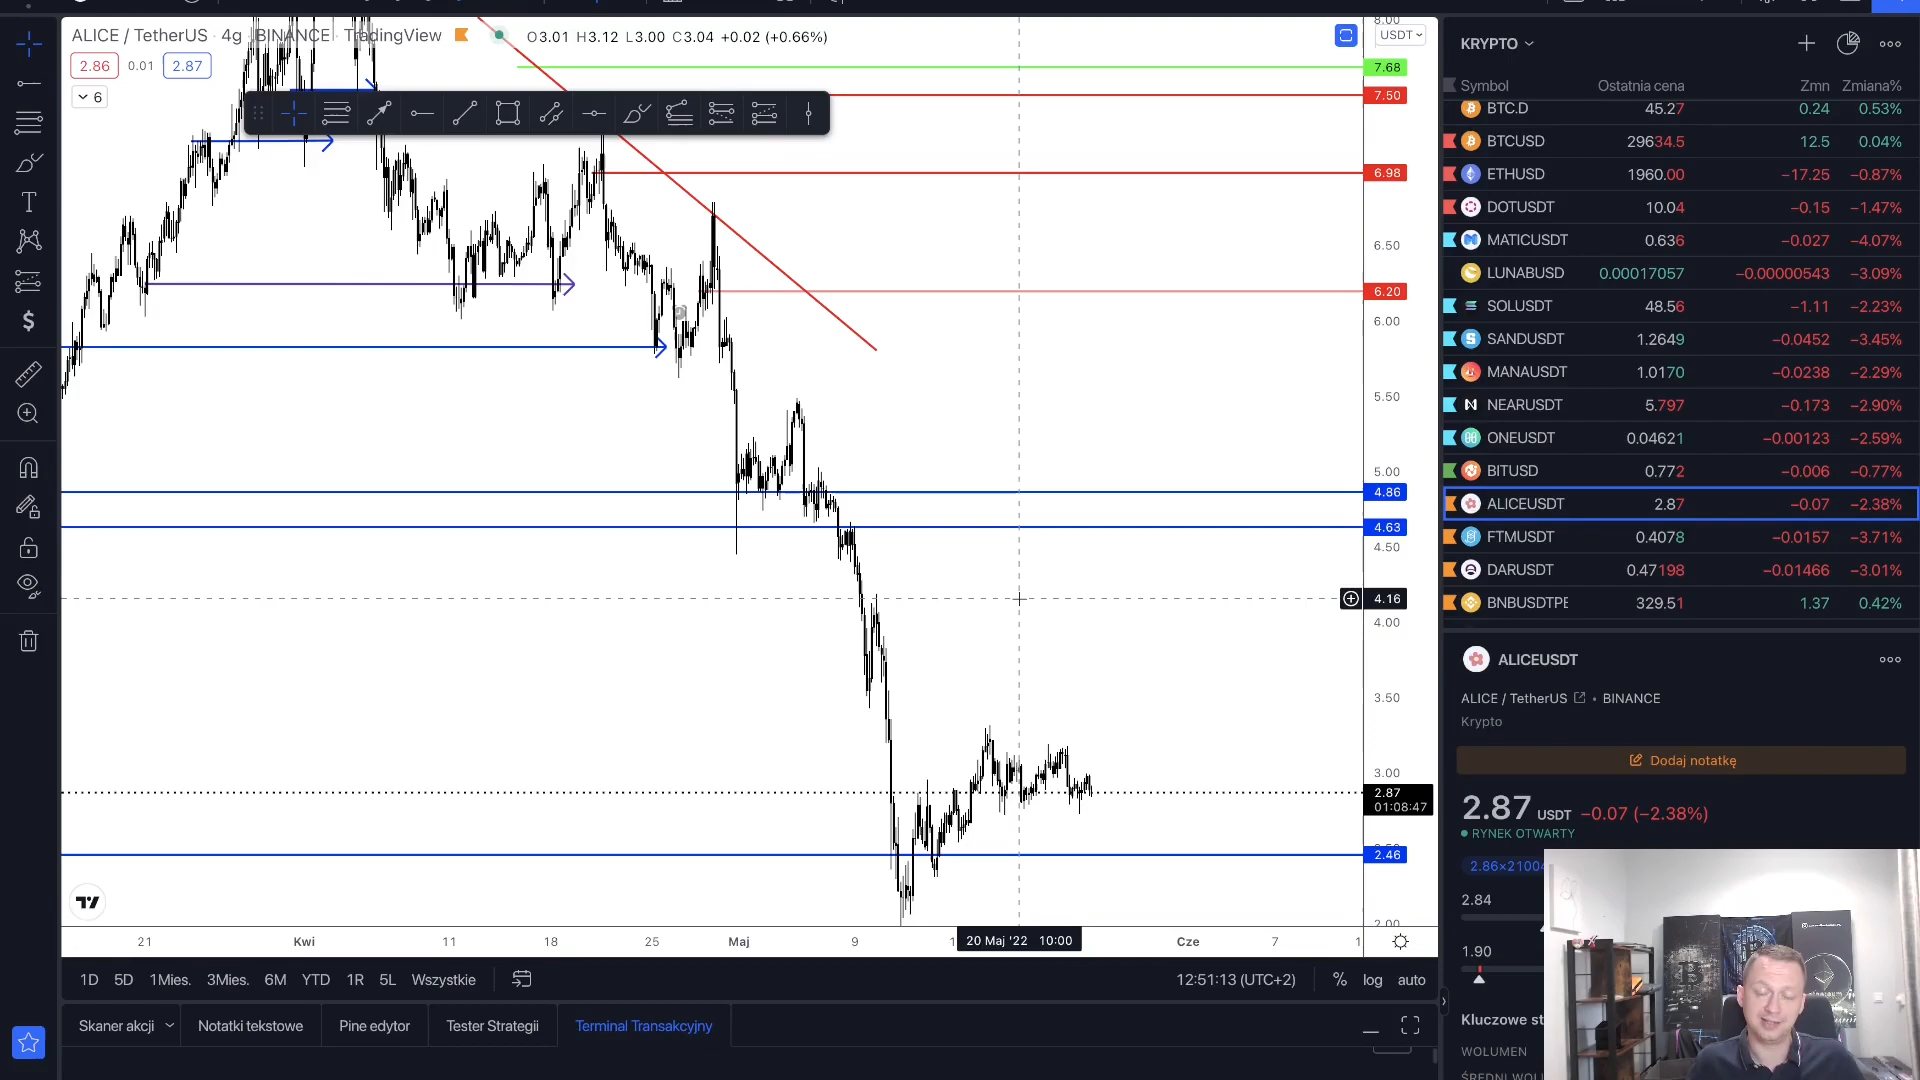 ALICE / TetherUS · 4g · BINANCE · TradingView
O3.01 H3.12 L3.00 C3.04 +0.02 (+0.66%)
2.86 0.01 2.87
6
USDT
8.00
7.68
7.50
6.98
6.50
6.20
6.00
5.50
5.00
4.86
4.63
4.50
4.16
4.00
3.50
3.00
2.87
01:08:47
2.46
2.00
21 Kwi 11 18 25 Maj 9 20 Maj '22 10:00 Cze 7 1
1D 5D 1Mies. 3Mies. 6M YTD 1R 5L Wszystkie
12:51:13 (UTC+2) % log auto
Skaner akcji Notatki tekstowe Pine edytor Tester Strategii Terminal Transakcyjny
KRYPTO
Symbol Ostatnia cena Zmn Zmiana%
BTC.D 45.27 0.24 0.53%
BTCUSD 29634.5 12.5 0.04%
ETHUSD 1960.00 −17.25 −0.87%
DOTUSDT 10.04 −0.15 −1.47%
MATICUSDT 0.636 −0.027 −4.07%
LUNABUSD 0.00017057 −0.00000543 −3.09%
SOLUSDT 48.56 −1.11 −2.23%
SANDUSDT 1.2649 −0.0452 −3.45%
MANAUSDT 1.0170 −0.0238 −2.29%
NEARUSDT 5.797 −0.173 −2.90%
ONEUSDT 0.04621 −0.00123 −2.59%
BITUSD 0.772 −0.006 −0.77%
ALICEUSDT 2.87 −0.07 −2.38%
FTMUSDT 0.4078 −0.0157 −3.71%
DARUSDT 0.47198 −0.01466 −3.01%
BNBUSDTPE 329.51 1.37 0.42%
ALICEUSDT
ALICE / TetherUS • BINANCE
Krypto
Dodaj notatkę
2.87 USDT −0.07 (−2.38%)
RYNEK OTWARTY
2.86×2100
2.84
1.90
Kluczowe st
WOLUMEN